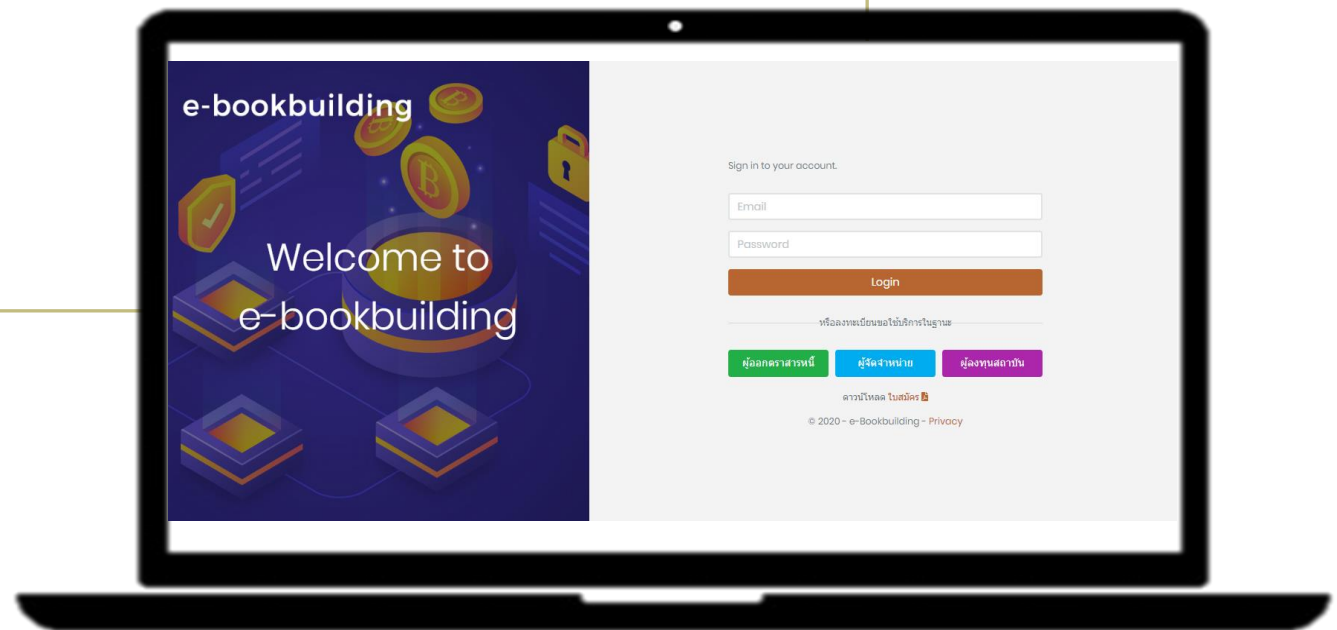 e-bookbuilding
Welcome to
e-bookbuilding
Sign in to your account.
Email
Password
Login
หรือลงทะเบียนขอใช้บริการในฐานะ
ผู้ออกตราสารหนี้
ผู้จัดจำหน่าย
ผู้ลงทุนสถาบัน
ดาวน์โหลด ใบสมัคร
© 2020 - e-Bookbuilding - Privacy